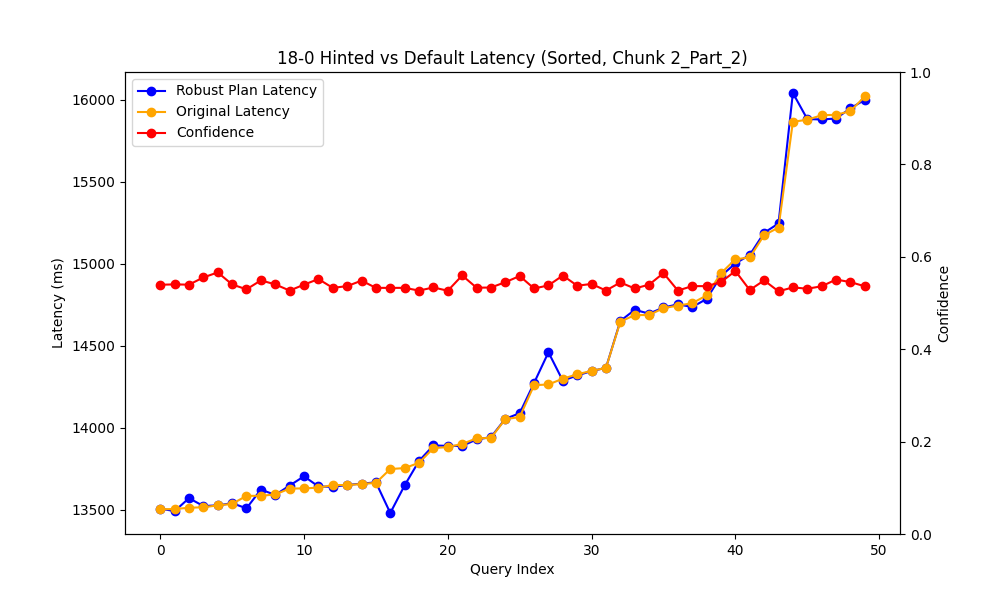 18-0 Hinted vs Default Latency (Sorted, Chunk 2_Part_2)
Robust Plan Latency
Original Latency
Confidence
16000
15500
15000
14500
14000
13500
Latency (ms)
1.0
0.8
0.6
0.4
0.2
0.0
Confidence
0 10 20 30 40 50
Query Index